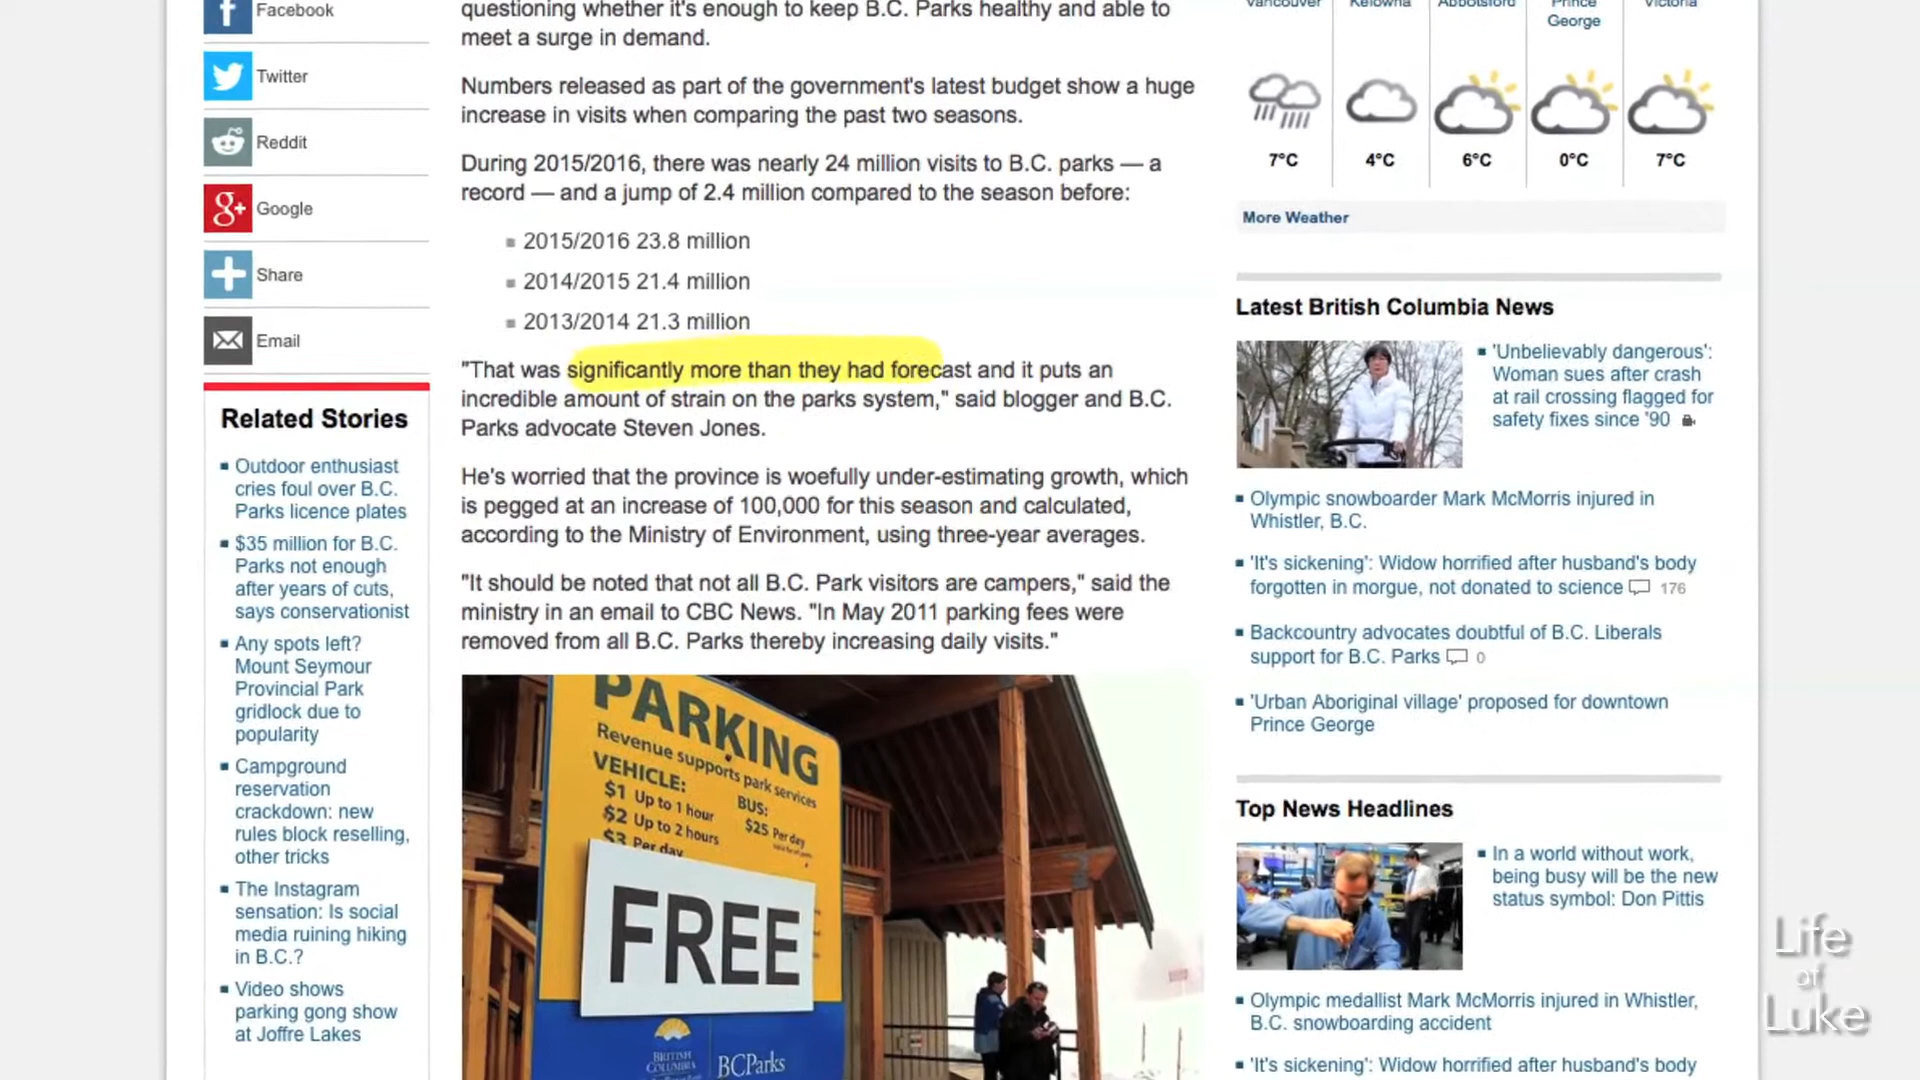 Facebook
Twitter
Reddit
Google
Share
Email
Related Stories
Outdoor enthusiast
cries foul over B.C.
Parks licence plates
$35 million for B.C.
Parks not enough
after years of cuts,
says conservationist
Any spots left?
Mount Seymour
Provincial Park
gridlock due to
popularity
Campground
reservation
crackdown: new
rules block reselling,
other tricks
The Instagram
sensation: Is social
media ruining hiking
in B.C.?
Video shows
parking gong show
at Joffre Lakes
questioning whether it's enough to keep B.C. Parks healthy and able to
meet a surge in demand.
Numbers released as part of the government's latest budget show a huge
increase in visits when comparing the past two seasons.
During 2015/2016, there was nearly 24 million visits to B.C. parks — a
record — and a jump of 2.4 million compared to the season before:
2015/2016 23.8 million
2014/2015 21.4 million
2013/2014 21.3 million
"That was significantly more than they had forecast and it puts an
incredible amount of strain on the parks system," said blogger and B.C.
Parks advocate Steven Jones.
He's worried that the province is woefully under-estimating growth, which
is pegged at an increase of 100,000 for this season and calculated,
according to the Ministry of Environment, using three-year averages.
"It should be noted that not all B.C. Park visitors are campers," said the
ministry in an email to CBC News. "In May 2011 parking fees were
removed from all B.C. Parks thereby increasing daily visits."
PARKING
Revenue supports park services
VEHICLE:
$1 Up to 1 hour
$2 Up to 2 hours
$3 Per day
BUS:
$25 Per day
FREE
BRITISH
COLUMBIA
BCParks
Vancouver
Kelowna
Abbotsford
Prince
George
Victoria
7°C
4°C
6°C
0°C
7°C
More Weather
Latest British Columbia News
'Unbelievably dangerous':
Woman sues after crash
at rail crossing flagged for
safety fixes since '90
Olympic snowboarder Mark McMorris injured in
Whistler, B.C.
'It's sickening': Widow horrified after husband's body
forgotten in morgue, not donated to science 176
Backcountry advocates doubtful of B.C. Liberals
support for B.C. Parks 0
'Urban Aboriginal village' proposed for downtown
Prince George
Top News Headlines
In a world without work,
being busy will be the new
status symbol: Don Pittis
Olympic medallist Mark McMorris injured in Whistler,
B.C. snowboarding accident
'It's sickening': Widow horrified after husband's body
Life
of
Luke